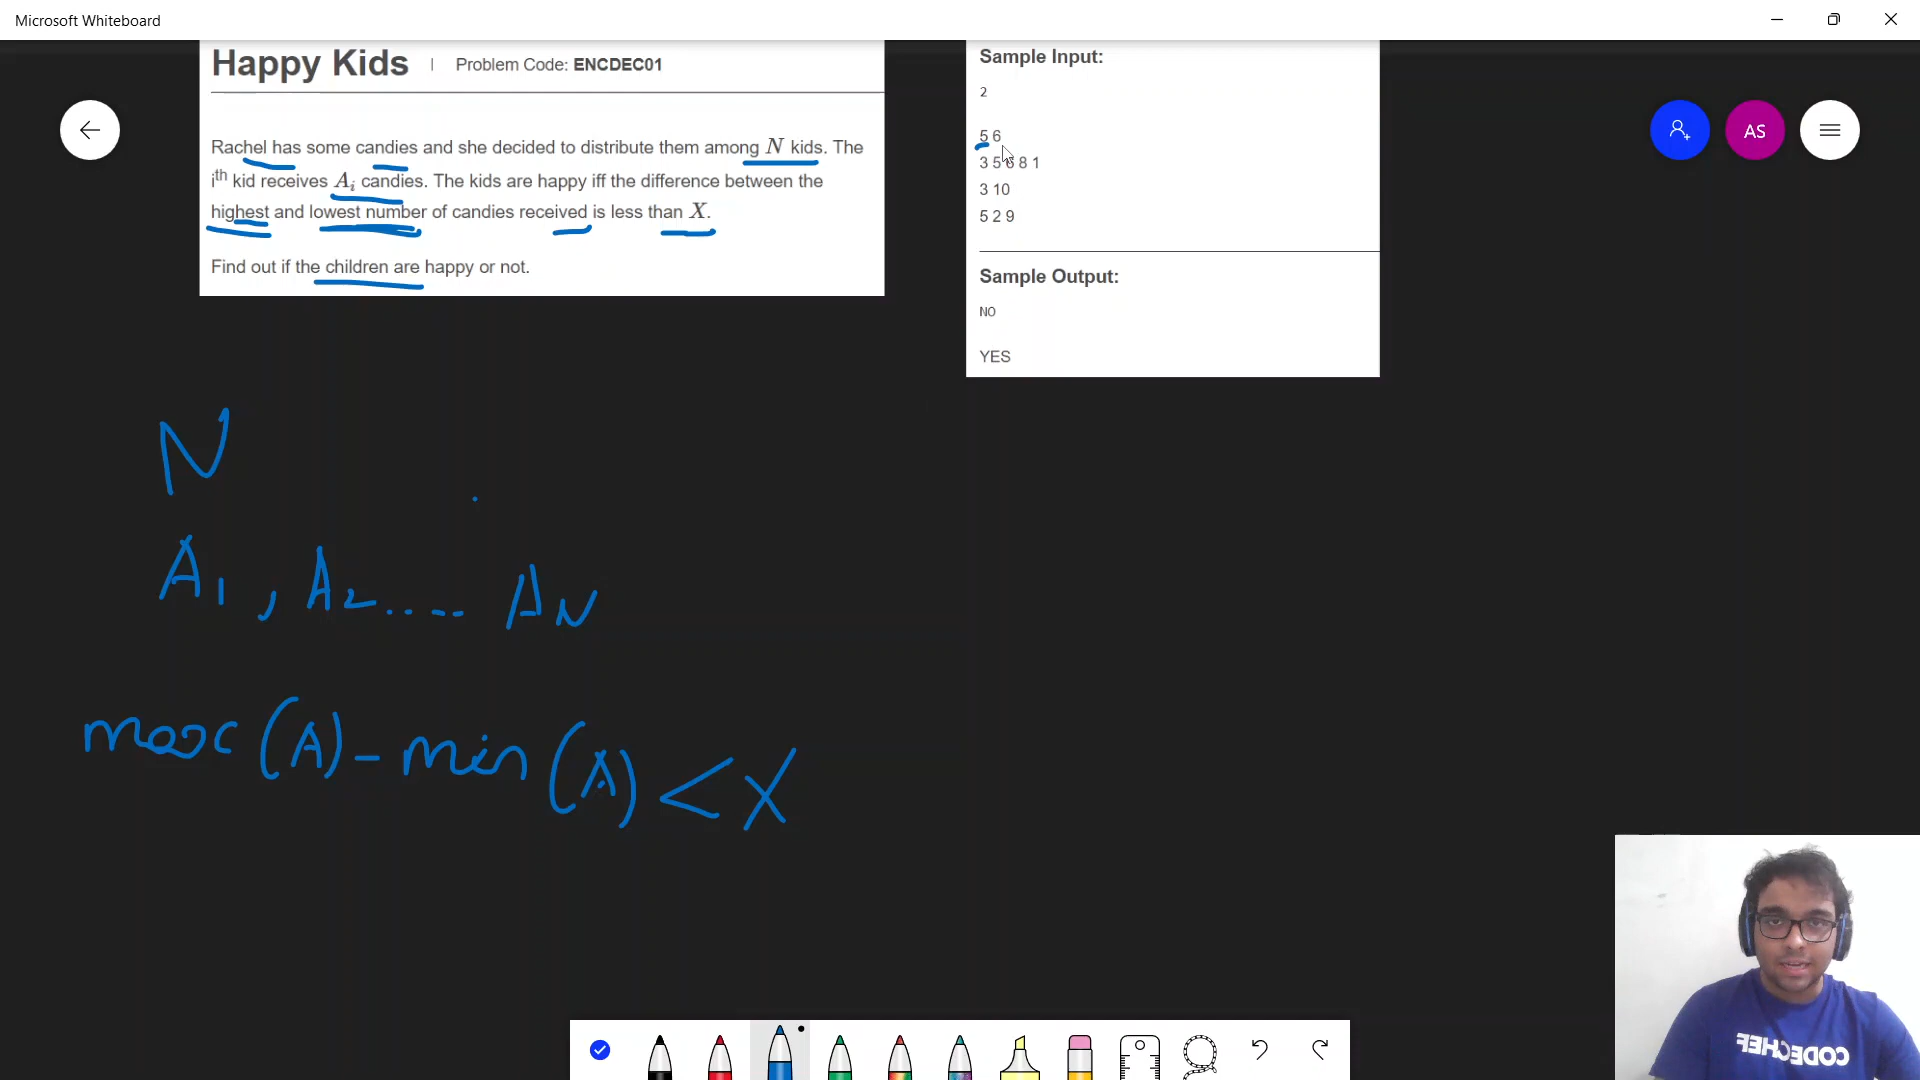 Microsoft Whiteboard
Happy Kids | Problem Code: ENCDEC01
Rachel has some candies and she decided to distribute them among N kids. The
iᵗʰ kid receives Aᵢ candies. The kids are happy iff the difference between the
highest and lowest number of candies received is less than X.
Find out if the children are happy or not.
Sample Input:
2
5 6
3 5 6 8 1
3 10
5 2 9
Sample Output:
NO
YES
AS
N
A1 , A2 .... AN
max (A) - min (A) < X
CODECHEF